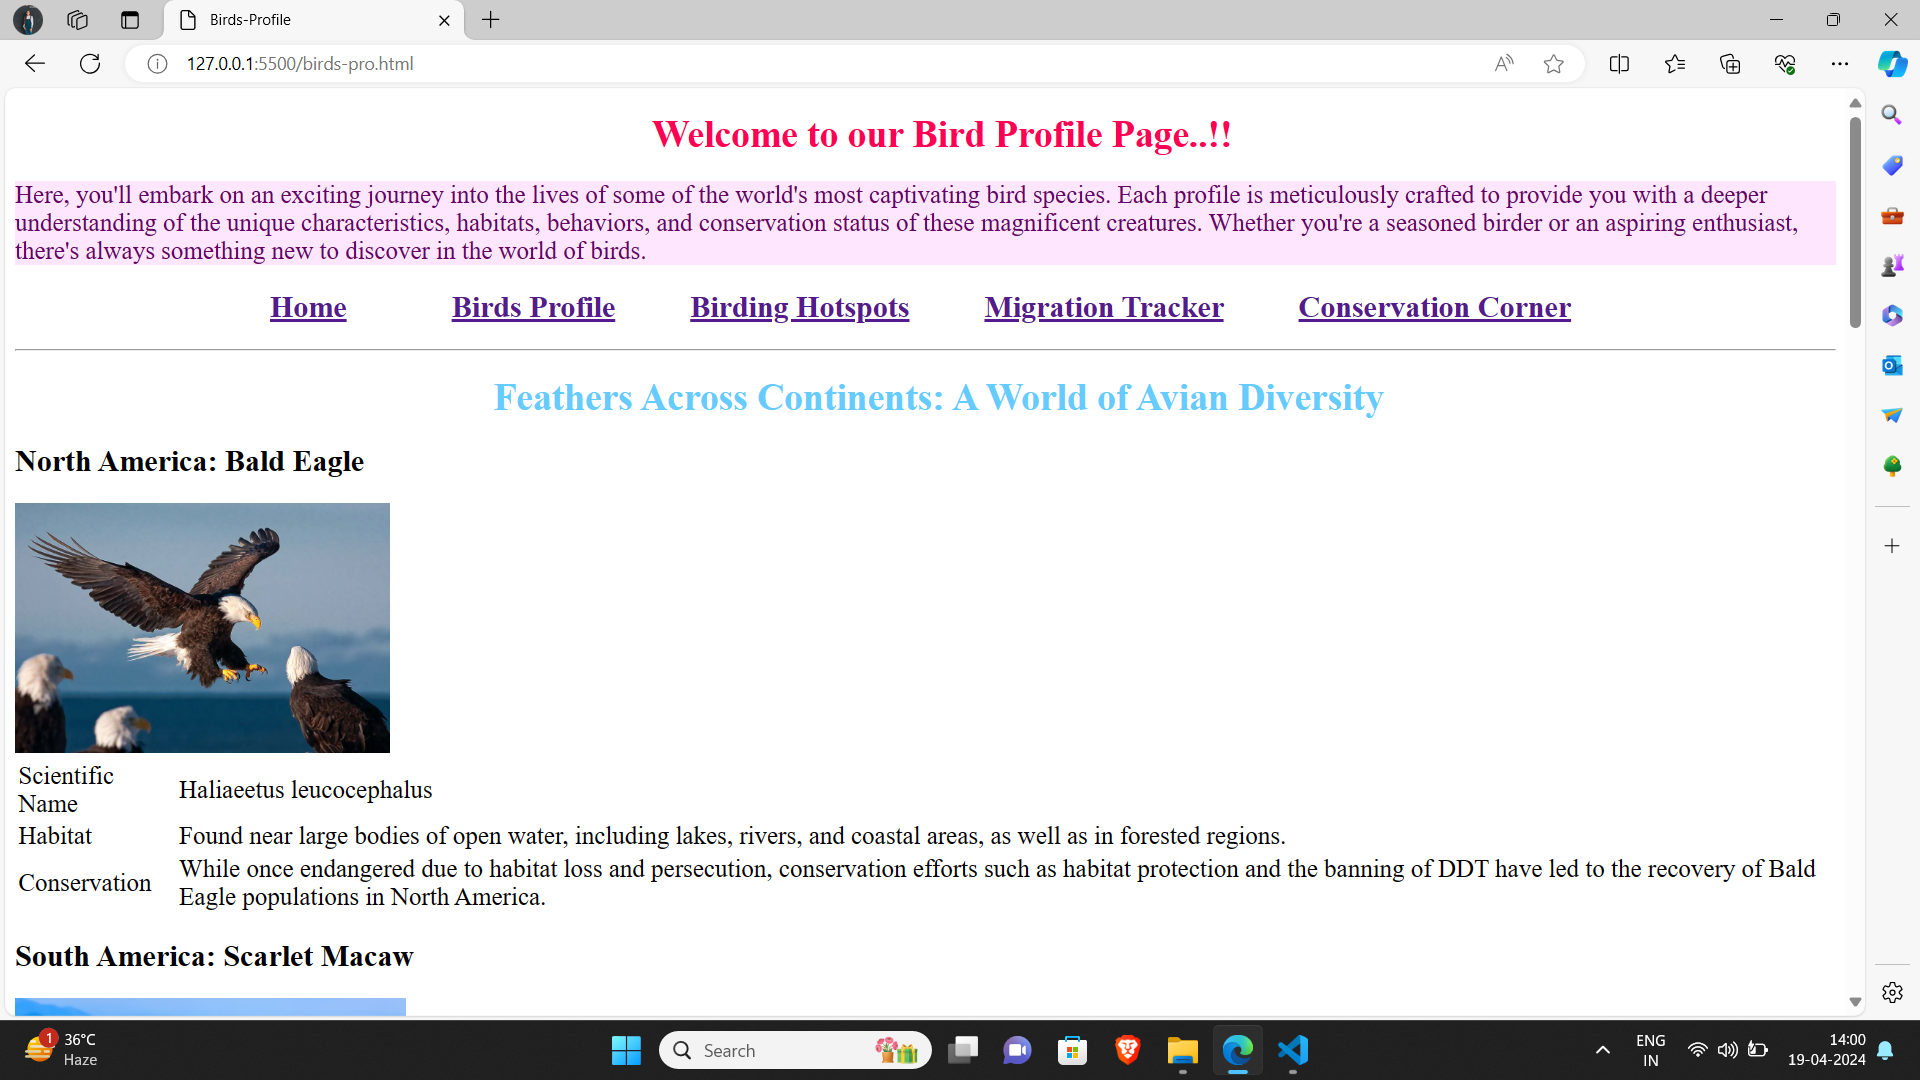 Birds-Profile
127.0.0.1:5500/birds-pro.html
Welcome to our Bird Profile Page..!!
Here, you'll embark on an exciting journey into the lives of some of the world's most captivating bird species. Each profile is meticulously crafted to provide you with a deeper
understanding of the unique characteristics, habitats, behaviors, and conservation status of these magnificent creatures. Whether you're a seasoned birder or an aspiring enthusiast,
there's always something new to discover in the world of birds.
Home Birds Profile Birding Hotspots Migration Tracker Conservation Corner
Feathers Across Continents: A World of Avian Diversity
North America: Bald Eagle
Scientific
Name
Haliaeetus leucocephalus
Habitat Found near large bodies of open water, including lakes, rivers, and coastal areas, as well as in forested regions.
Conservation
While once endangered due to habitat loss and persecution, conservation efforts such as habitat protection and the banning of DDT have led to the recovery of Bald
Eagle populations in North America.
South America: Scarlet Macaw
1
36°C
Haze
Search
ENG
IN
14:00
19-04-2024